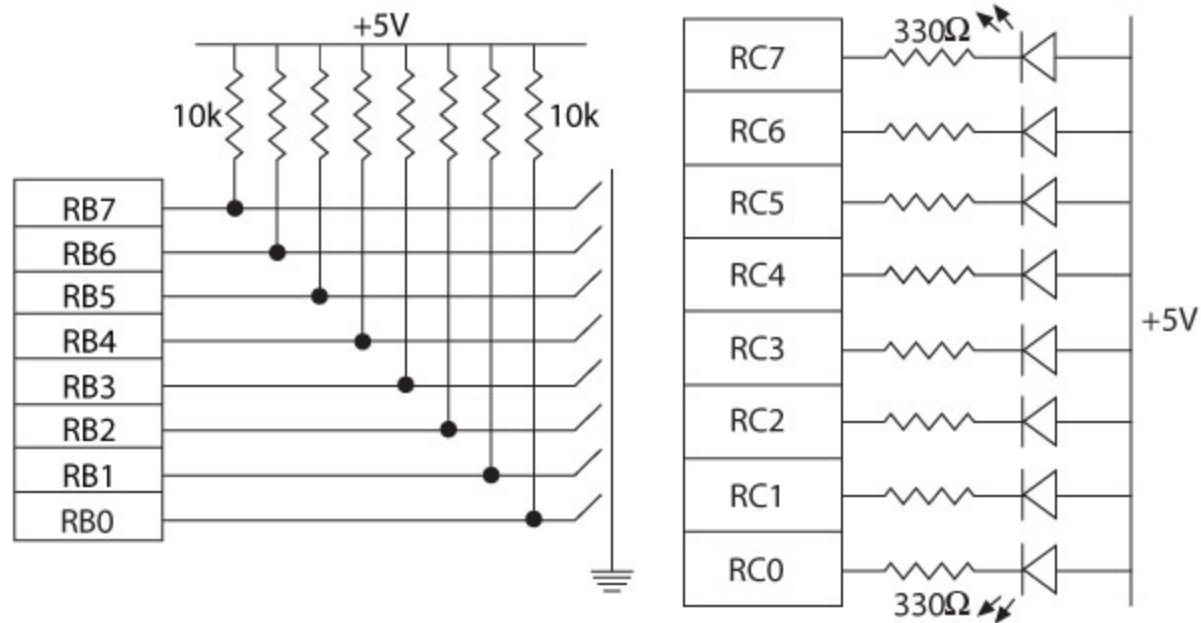 +5V
10k
10k
RB7
RB6
RB5
RB4
RB3
RB2
RB1
RB0
330Ω
RC7
RC6
RC5
RC4
RC3
+5V
RC2
RC1
RC0
330Ω